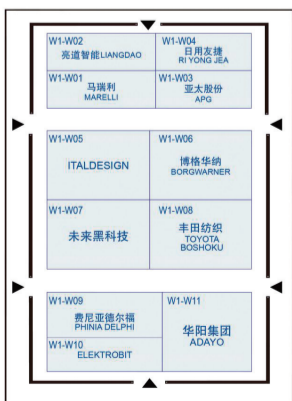 W1-W02
亮道智能LIANGDAO
W1-W04
日用友捷
RI YONG JEA
W1-W01
马瑞利
MARELLI
W1-W03
亚太股份
APG
W1-W05
ITALDESIGN
W1-W06
博格华纳
BORGWARNER
W1-W07
未来黑科技
W1-W08
丰田纺织
TOYOTA
BOSHOKU
W1-W09
费尼亚德尔福
PHINIA DELPHI
W1-W10
ELEKTROBIT
W1-W11
华阳集团
ADAYO